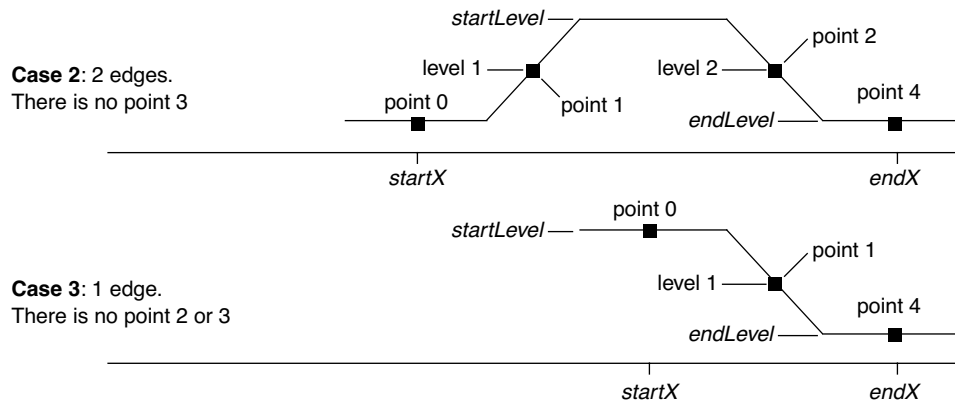 startLevel
point 2
level 1
level 2
Case 2: 2 edges.
There is no point 3
point 0
point 1
point 4
endLevel
startX
endX
point 0
startLevel
point 1
level 1
Case 3: 1 edge.
There is no point 2 or 3
point 4
endLevel
startX
endX